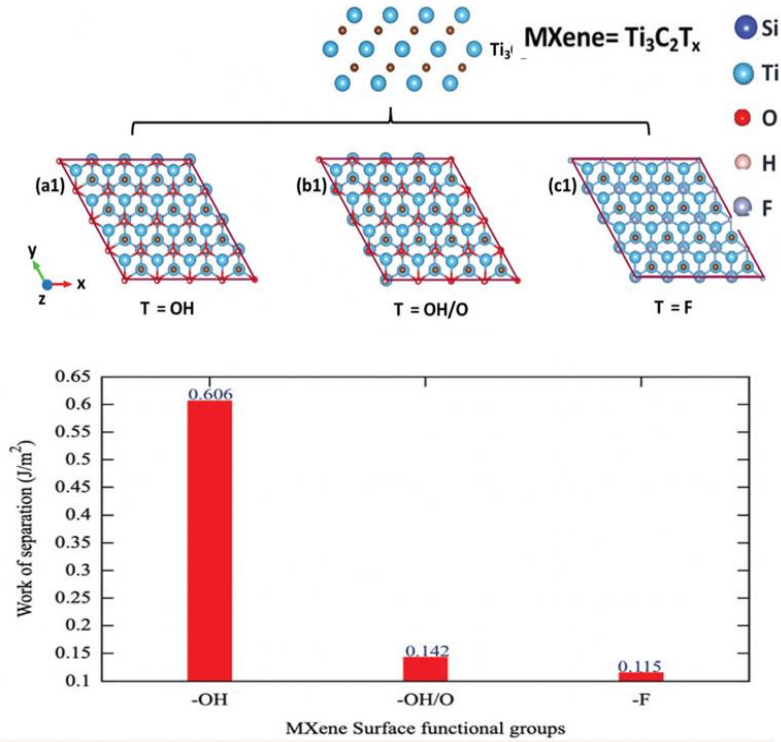 Ti₃
MXene= Ti₃C₂Tₓ
Si
Ti
O
H
F
(a1)
(b1)
(c1)
y
x
z
T = OH
T = OH/O
T = F
0.65
0.6
0.55
0.5
0.45
0.4
0.35
0.3
0.25
0.2
0.15
0.1
Work of separation (J/m²)
0.606
0.142
0.115
-OH
-OH/O
-F
MXene Surface functional groups